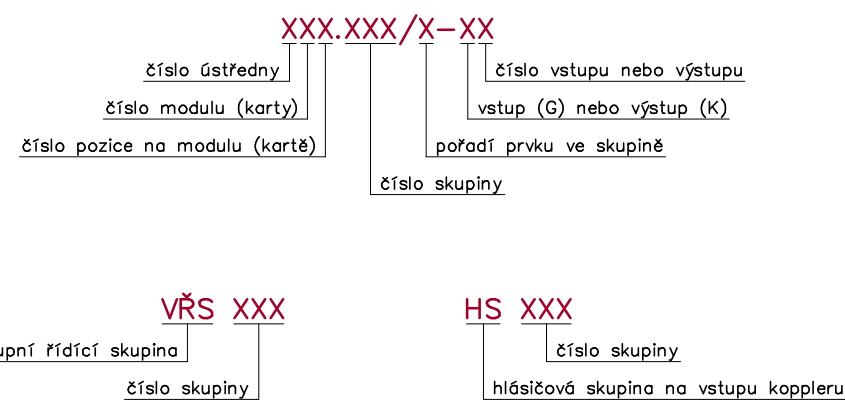 XXX.XXX/X-XX
číslo ústředny
číslo vstupu nebo výstupu
číslo modulu (karty)
vstup (G) nebo výstup (K)
číslo pozice na modulu (kartě)
pořadí prvku ve skupině
číslo skupiny
VŘS XXX
HS XXX
řídící skupina
číslo skupiny
číslo skupiny
hlásičová skupina na vstupu koppleru